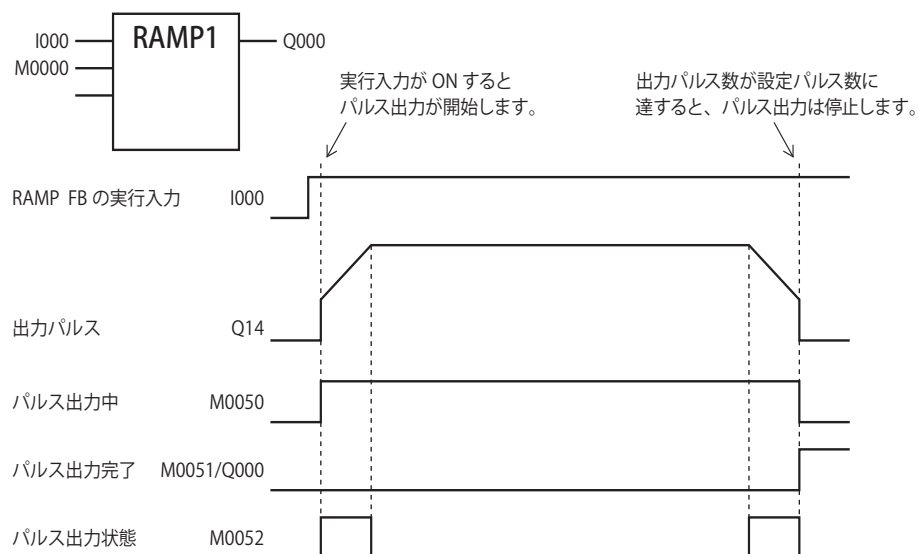 RAMP1
I000
Q000
M0000
実行入力が ON すると
パルス出力が開始します。
出力パルス数が設定パルス数に
達すると、パルス出力は停止します。
RAMP FB の実行入力 I000
出力パルス Q14
パルス出力中 M0050
パルス出力完了 M0051/Q000
パルス出力状態 M0052